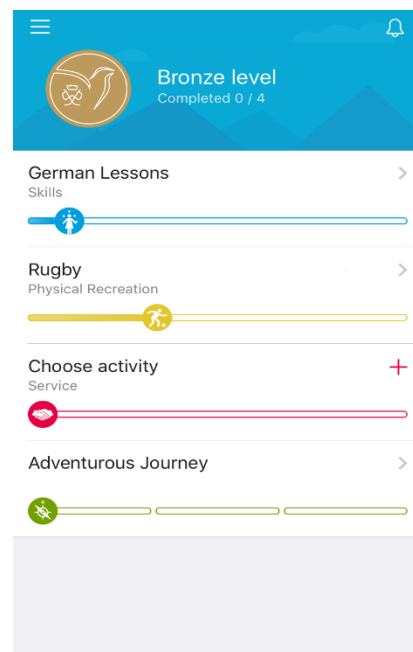 Bronze level
Completed 0 / 4
German Lessons
Skills
Rugby
Physical Recreation
Choose activity
Service
Adventurous Journey